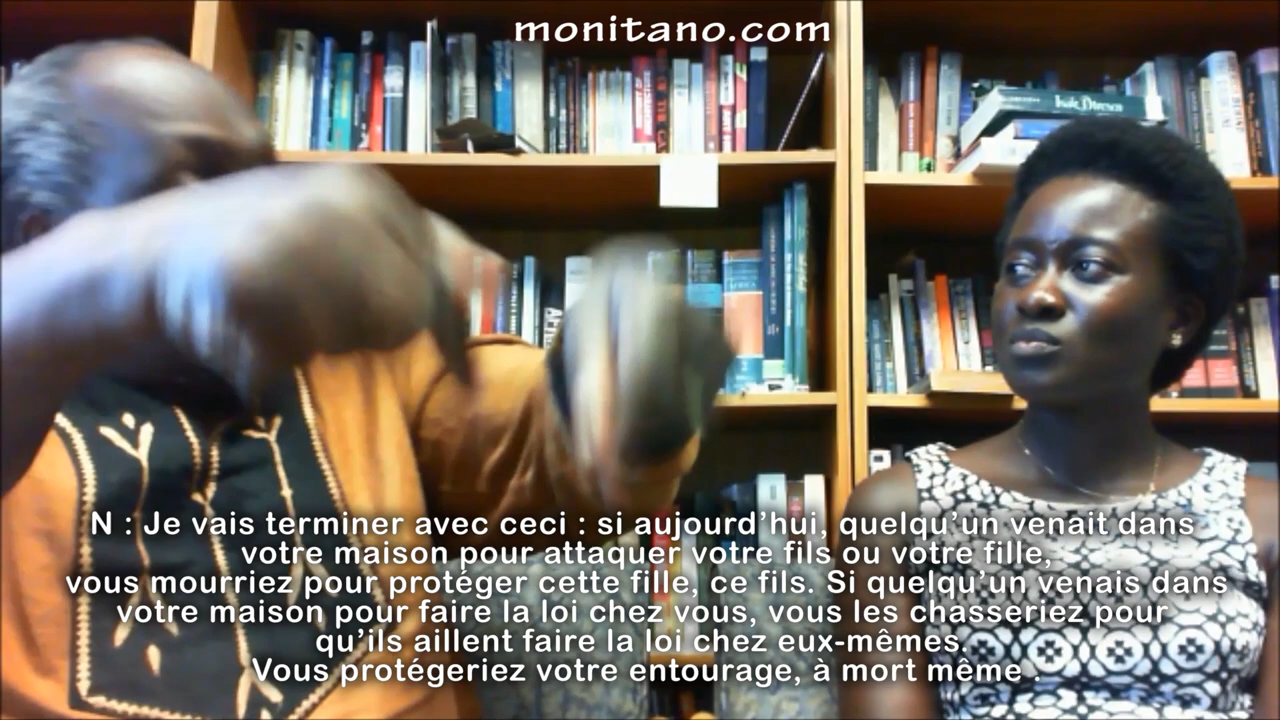 monitano.com
Isak Dinesen
N : Je vais terminer avec ceci : si aujourd’hui, quelqu’un venait dans
votre maison pour attaquer votre fils ou votre fille,
vous mourriez pour protéger cette fille, ce fils. Si quelqu’un venais dans
votre maison pour faire la loi chez vous, vous les chasseriez pour
qu’ils aillent faire la loi chez eux-mêmes.
Vous protégeriez votre entourage, à mort même .